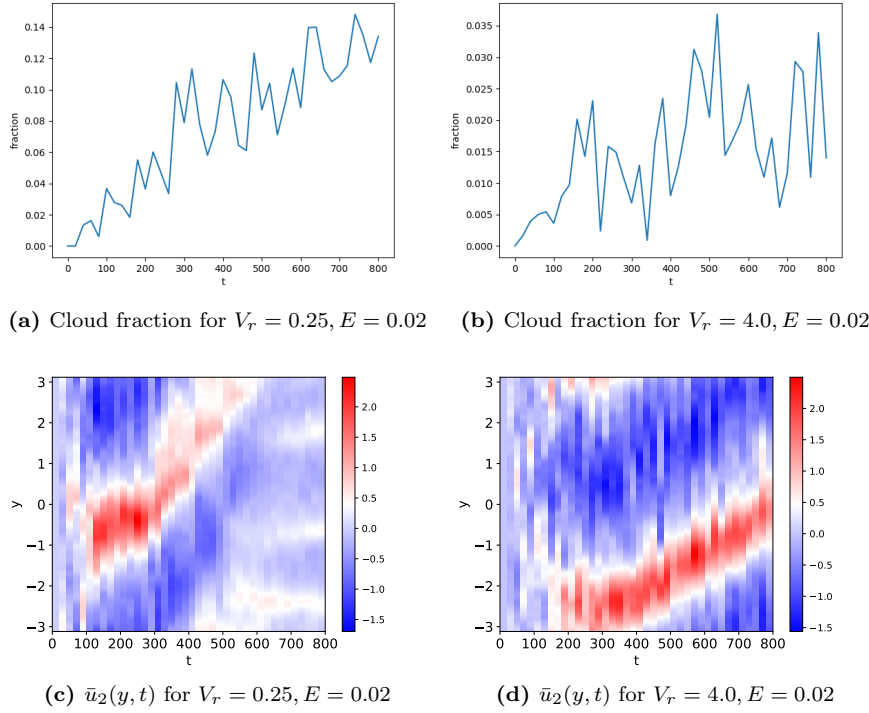 0.14
0.12
0.10
0.08
0.06
0.04
0.02
0.00
fraction
0 100 200 300 400 500 600 700 800
t
0.035
0.030
0.025
0.020
0.015
0.010
0.005
0.000
fraction
0 100 200 300 400 500 600 700 800
t
(a) Cloud fraction for $V_r = 0.25, E = 0.02$
(b) Cloud fraction for $V_r = 4.0, E = 0.02$
3
2
1
0
−1
−2
−3
y
0 100 200 300 400 500 600 700 800
t
2.0
1.5
1.0
0.5
0.0
−0.5
−1.0
−1.5
3
2
1
0
−1
−2
−3
y
0 100 200 300 400 500 600 700 800
t
2.0
1.5
1.0
0.5
0.0
−0.5
−1.0
−1.5
(c) $\bar{u}_2(y, t)$ for $V_r = 0.25, E = 0.02$
(d) $\bar{u}_2(y, t)$ for $V_r = 4.0, E = 0.02$